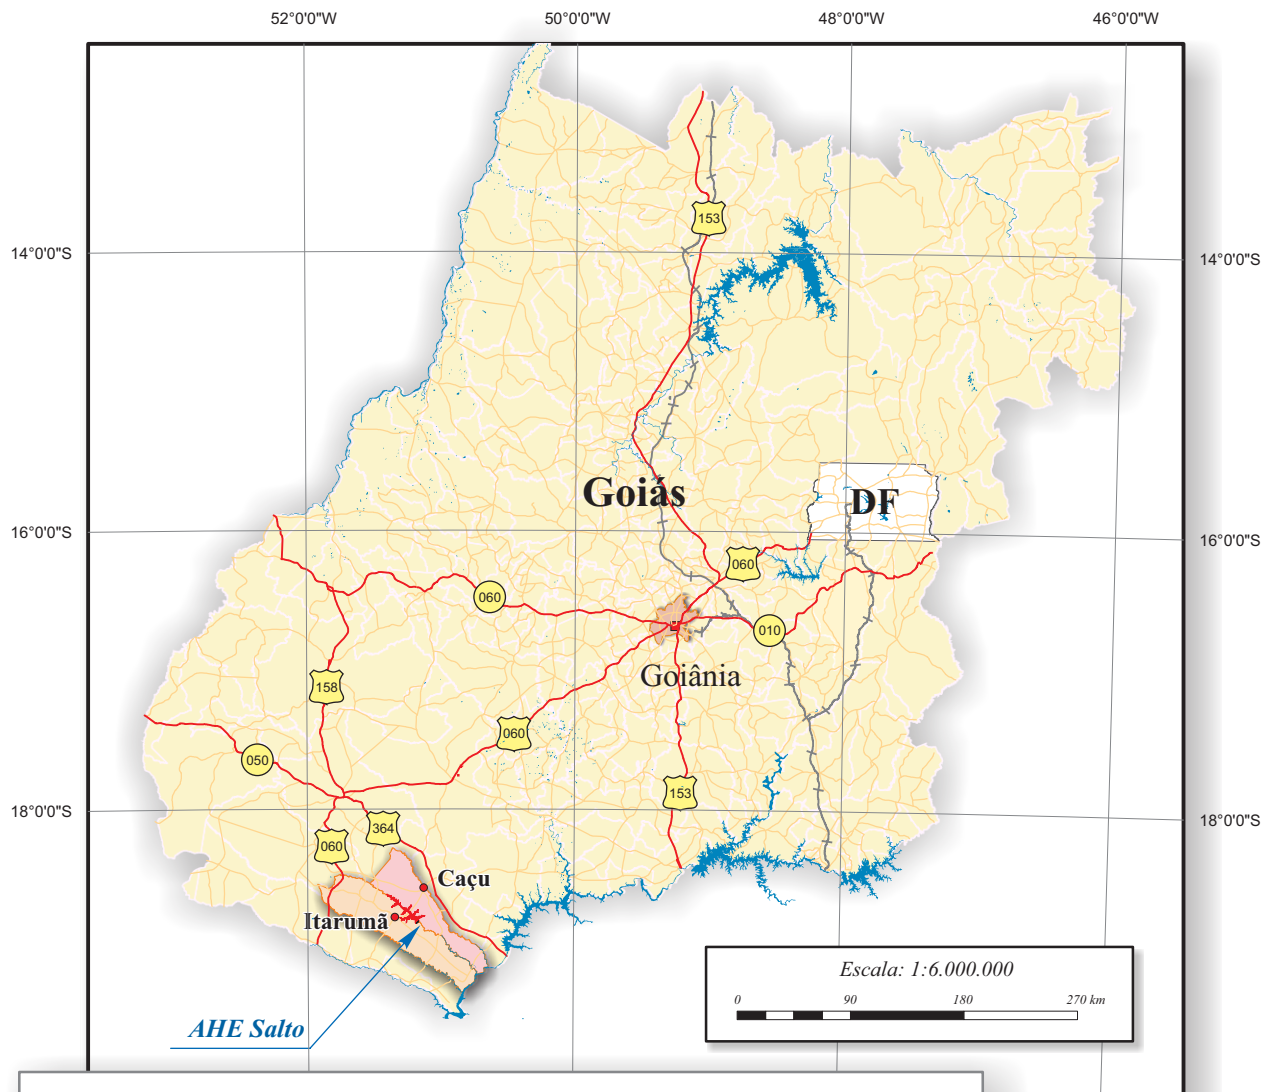 52°0'0"W
50°0'0"W
48°0'0"W
46°0'0"W
153
14°0'0"S
14°0'0"S
Goiás
DF
16°0'0"S
16°0'0"S
060
060
010
Goiânia
158
060
050
153
18°0'0"S
18°0'0"S
364
060
Caçu
Itarumã
Escala: 1:6.000.000
0 90 180 270 km
AHE Salto